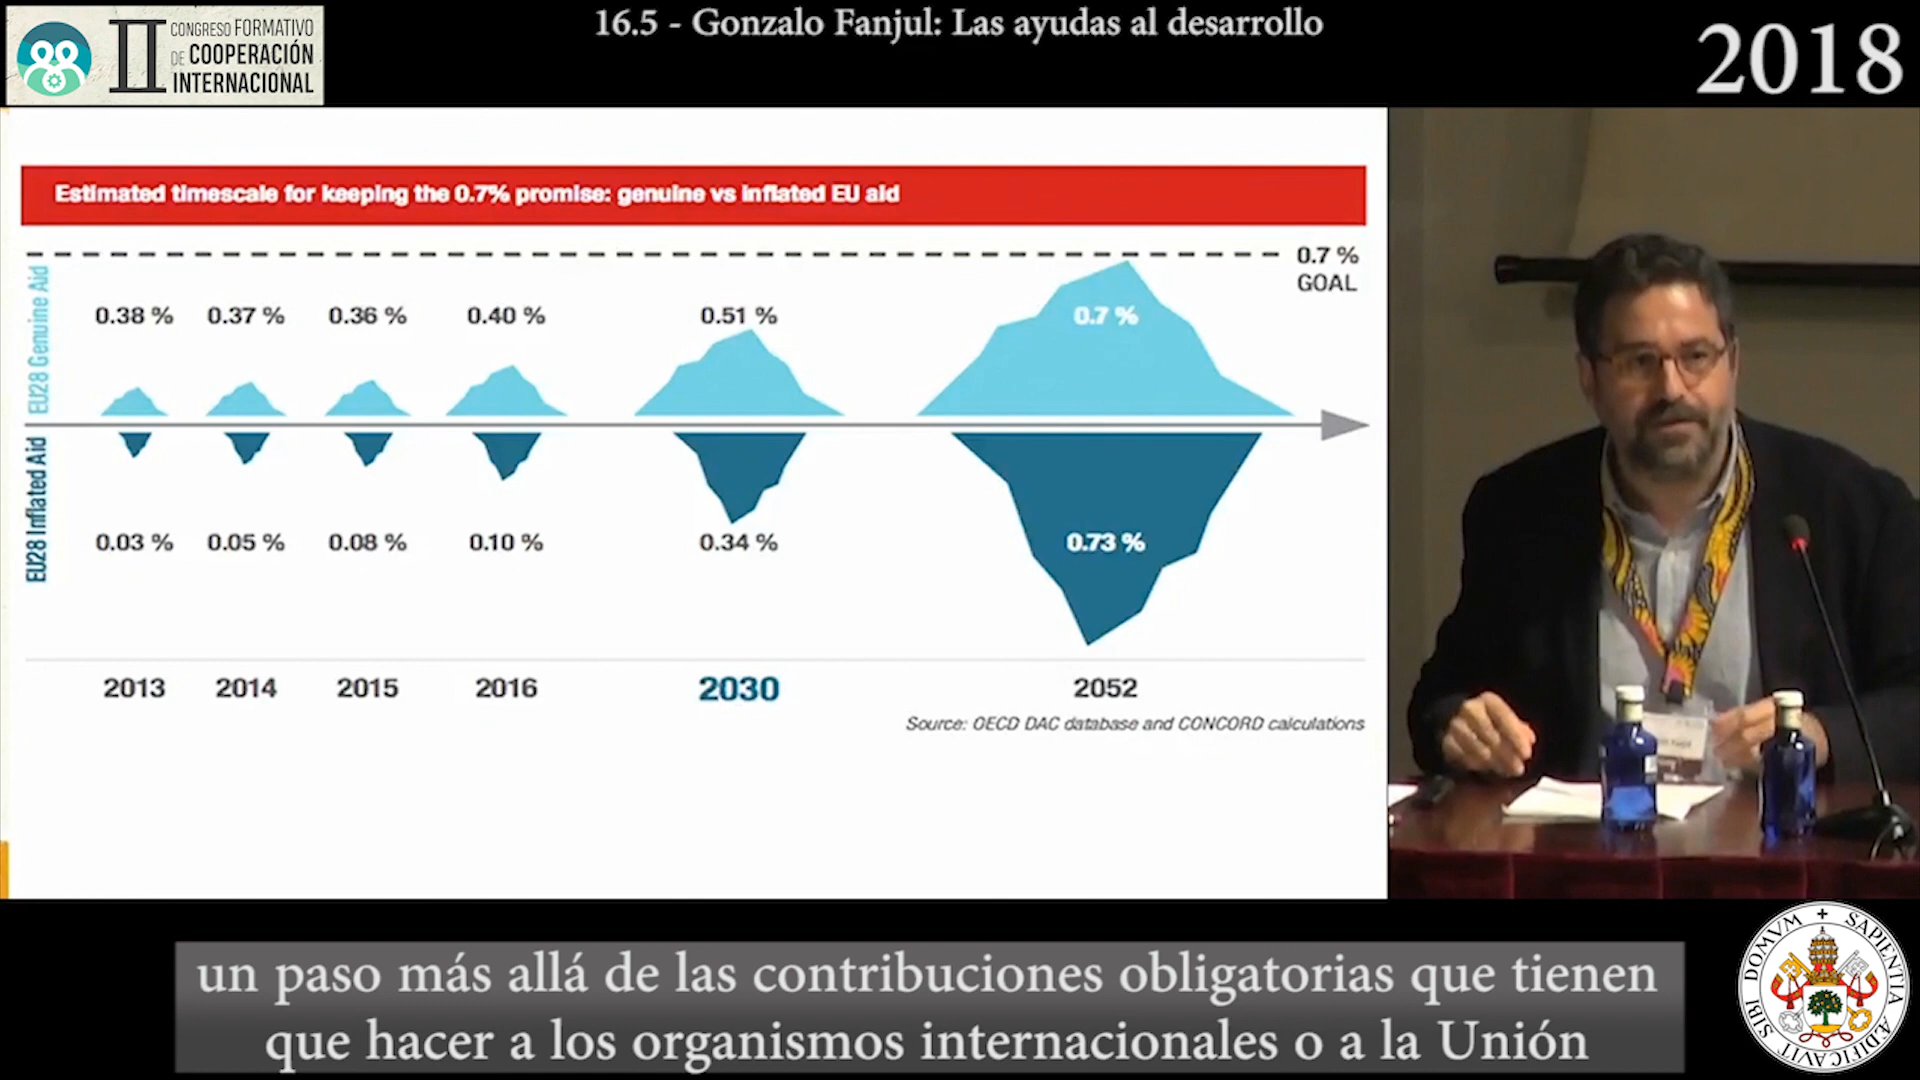 16.5 - Gonzalo Fanjul: Las ayudas al desarrollo
2018
II CONGRESO FORMATIVO
DE COOPERACIÓN
INTERNACIONAL
Estimated timescale for keeping the 0.7% promise: genuine vs inflated EU aid
0.7 %
GOAL
EU28 Genuine Aid
0.38 % 0.37 % 0.36 % 0.40 % 0.51 % 0.7 %
EU28 Inflated Aid
0.03 % 0.05 % 0.08 % 0.10 % 0.34 % 0.73 %
2013 2014 2015 2016 2030 2052
Source: OECD DAC database and CONCORD calculations
un paso más allá de las contribuciones obligatorias que tienen
que hacer a los organismos internacionales o a la Unión
SIBI DOMVM SAPIENTIA ÆDIFICAVIT